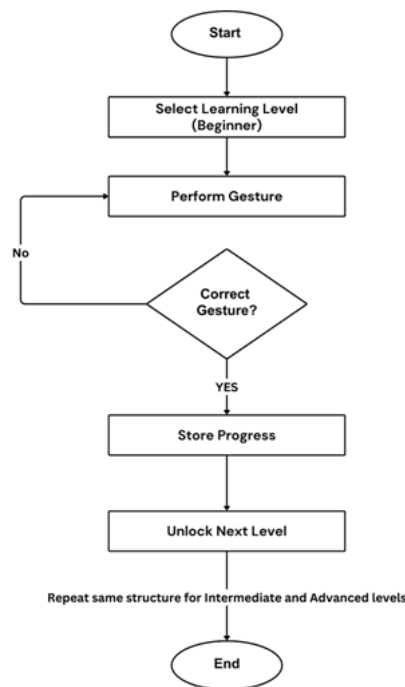 Start
Select Learning Level
(Beginner)
Perform Gesture
No
Correct
Gesture?
YES
Store Progress
Unlock Next Level
Repeat same structure for Intermediate and Advanced levels
End